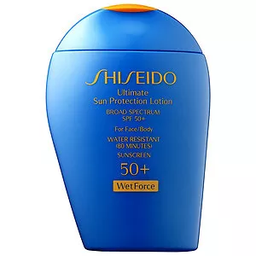 SHISEIDO
Ultimate
Sun Protection Lotion
BROAD SPECTRUM
SPF 50+
For Face/Body
WATER RESISTANT
(80 MINUTES)
SUNSCREEN
50+
WetForce